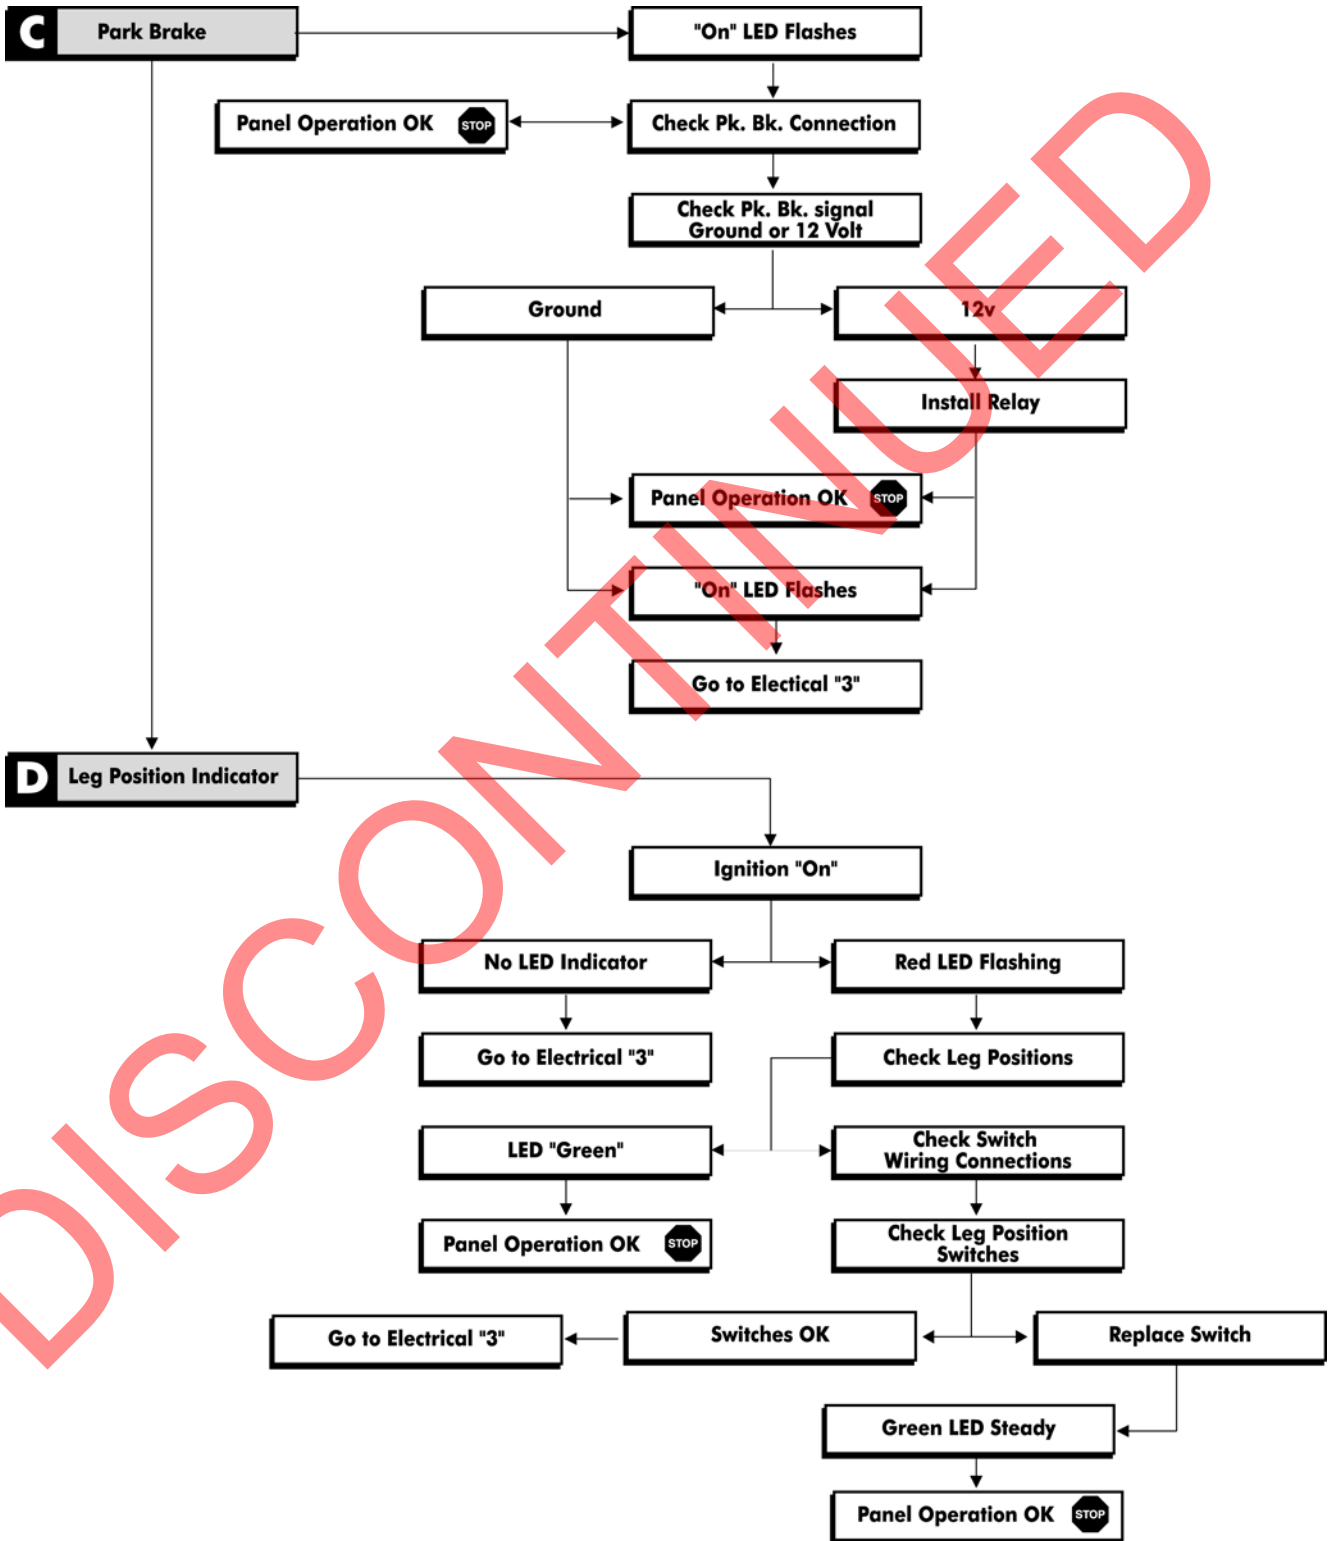 C
Park Brake
"On" LED Flashes
Panel Operation OK
STOP
Check Pk. Bk. Connection
Check Pk. Bk. signal
Ground or 12 Volt
Ground
12v
Install Relay
Panel Operation OK
STOP
"On" LED Flashes
Go to Electical "3"
D
Leg Position Indicator
Ignition "On"
No LED Indicator
Red LED Flashing
Go to Electrical "3"
Check Leg Positions
LED "Green"
Check Switch
Wiring Connections
Panel Operation OK
STOP
Check Leg Position
Switches
Go to Electrical "3"
Switches OK
Replace Switch
Green LED Steady
Panel Operation OK
STOP
DISCONTINUED